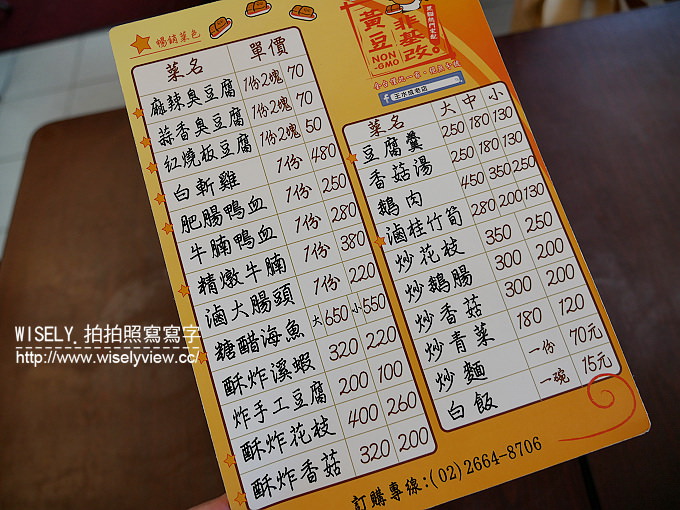 暢銷菜色
黃豆
非基改。
NON
-GMO
王水成老店
菜名 單價
麻辣臭豆腐 1份2塊 70
蒜香臭豆腐 1份2塊 70
紅燒板豆腐 1份2塊 50
白斬雞 1份 480
肥腸鴨血 1份 250
牛腩鴨血 1份 280
精燉牛腩 1份 380
滷大腸頭 1份 220
糖醋海魚 大650 小550
酥炸溪蝦 320 220
炸手工豆腐 200 100
酥炸花枝 400 260
酥炸香菇 320 200
菜名 大 中 小
豆腐羹 250 180 130
香菇湯 250 180 130
鵝肉 450 350 250
滷桂竹筍 280 200 130
炒花枝 350 250
炒鵝腸 300 200
炒香菇 300 200
炒青菜 180 120
炒麵 一份 70元
白飯 一碗 15元
訂購專線:(02)2664-8706
WISELY 拍拍照寫寫字
http://www.wiselyview.cc/